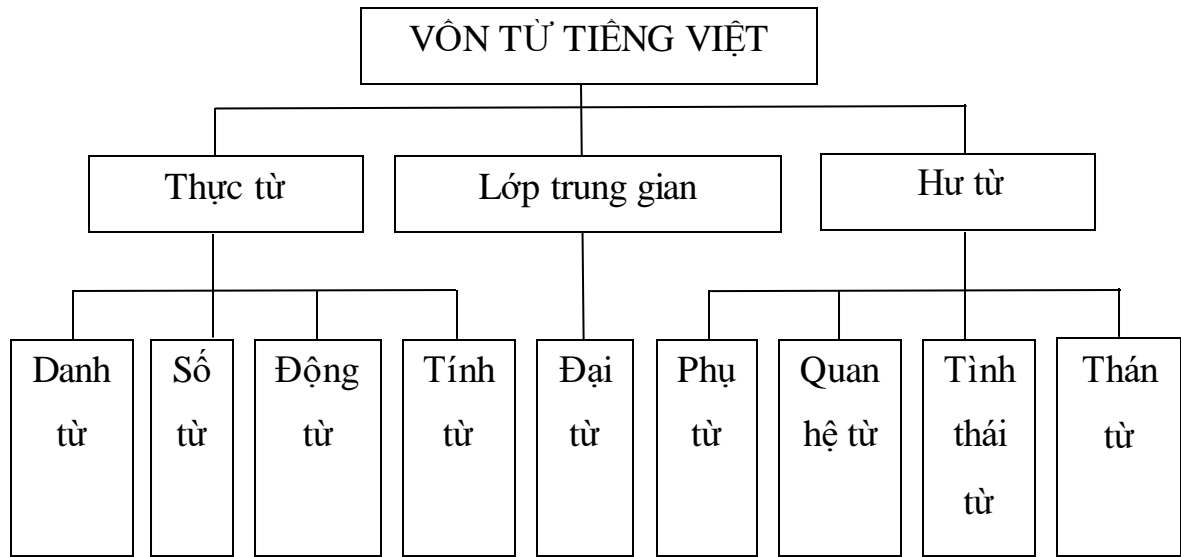 VỐN TỪ TIẾNG VIỆT
Thực từ
Lớp trung gian
Hư từ
Danh
từ
Số
từ
Động
từ
Tính
từ
Đại
từ
Phụ
từ
Quan
hệ từ
Tình
thái
từ
Thán
từ